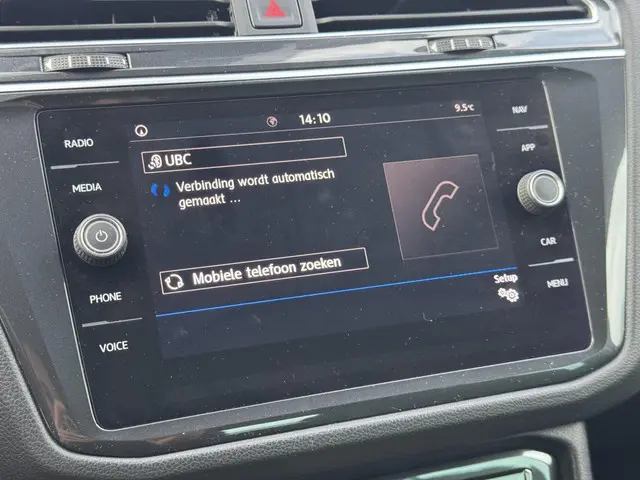 14:10
9.5°C
RADIO
MEDIA
PHONE
VOICE
UBC
Verbinding wordt automatisch
gemaakt ...
Mobiele telefoon zoeken
Setup
NAV
APP
CAR
MENU